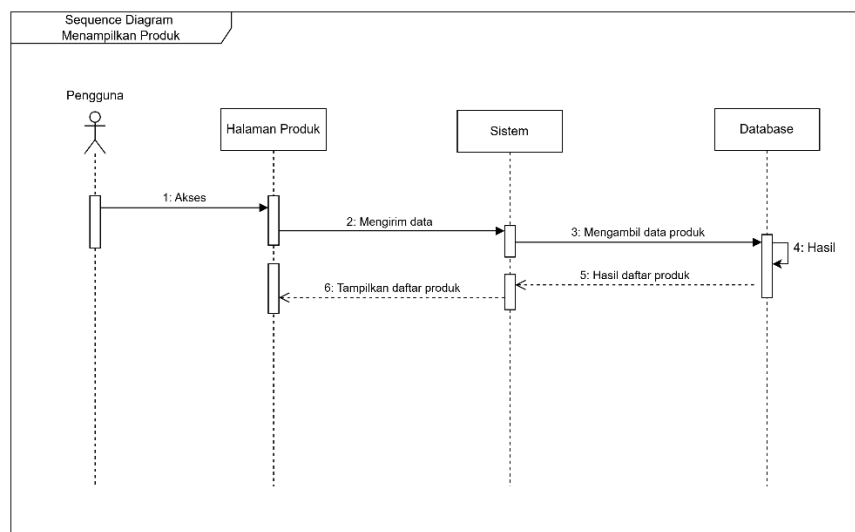 Sequence Diagram
Menampilkan Produk
Pengguna
Halaman Produk
Sistem
Database
1: Akses
2: Mengirim data
3: Mengambil data produk
4: Hasil
5: Hasil daftar produk
6: Tampilkan daftar produk